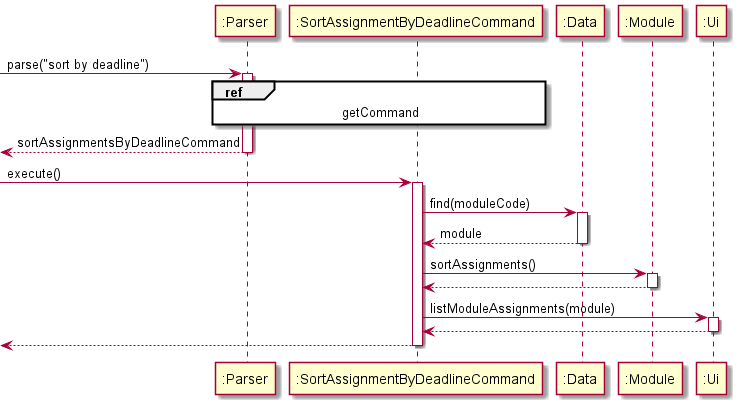 :Parser
:SortAssignmentByDeadlineCommand
:Data
:Module
:Ui
parse("sort by deadline")
ref
getCommand
sortAssignmentsByDeadlineCommand
execute()
find(moduleCode)
module
sortAssignments()
listModuleAssignments(module)
:Parser
:SortAssignmentByDeadlineCommand
:Data
:Module
:Ui